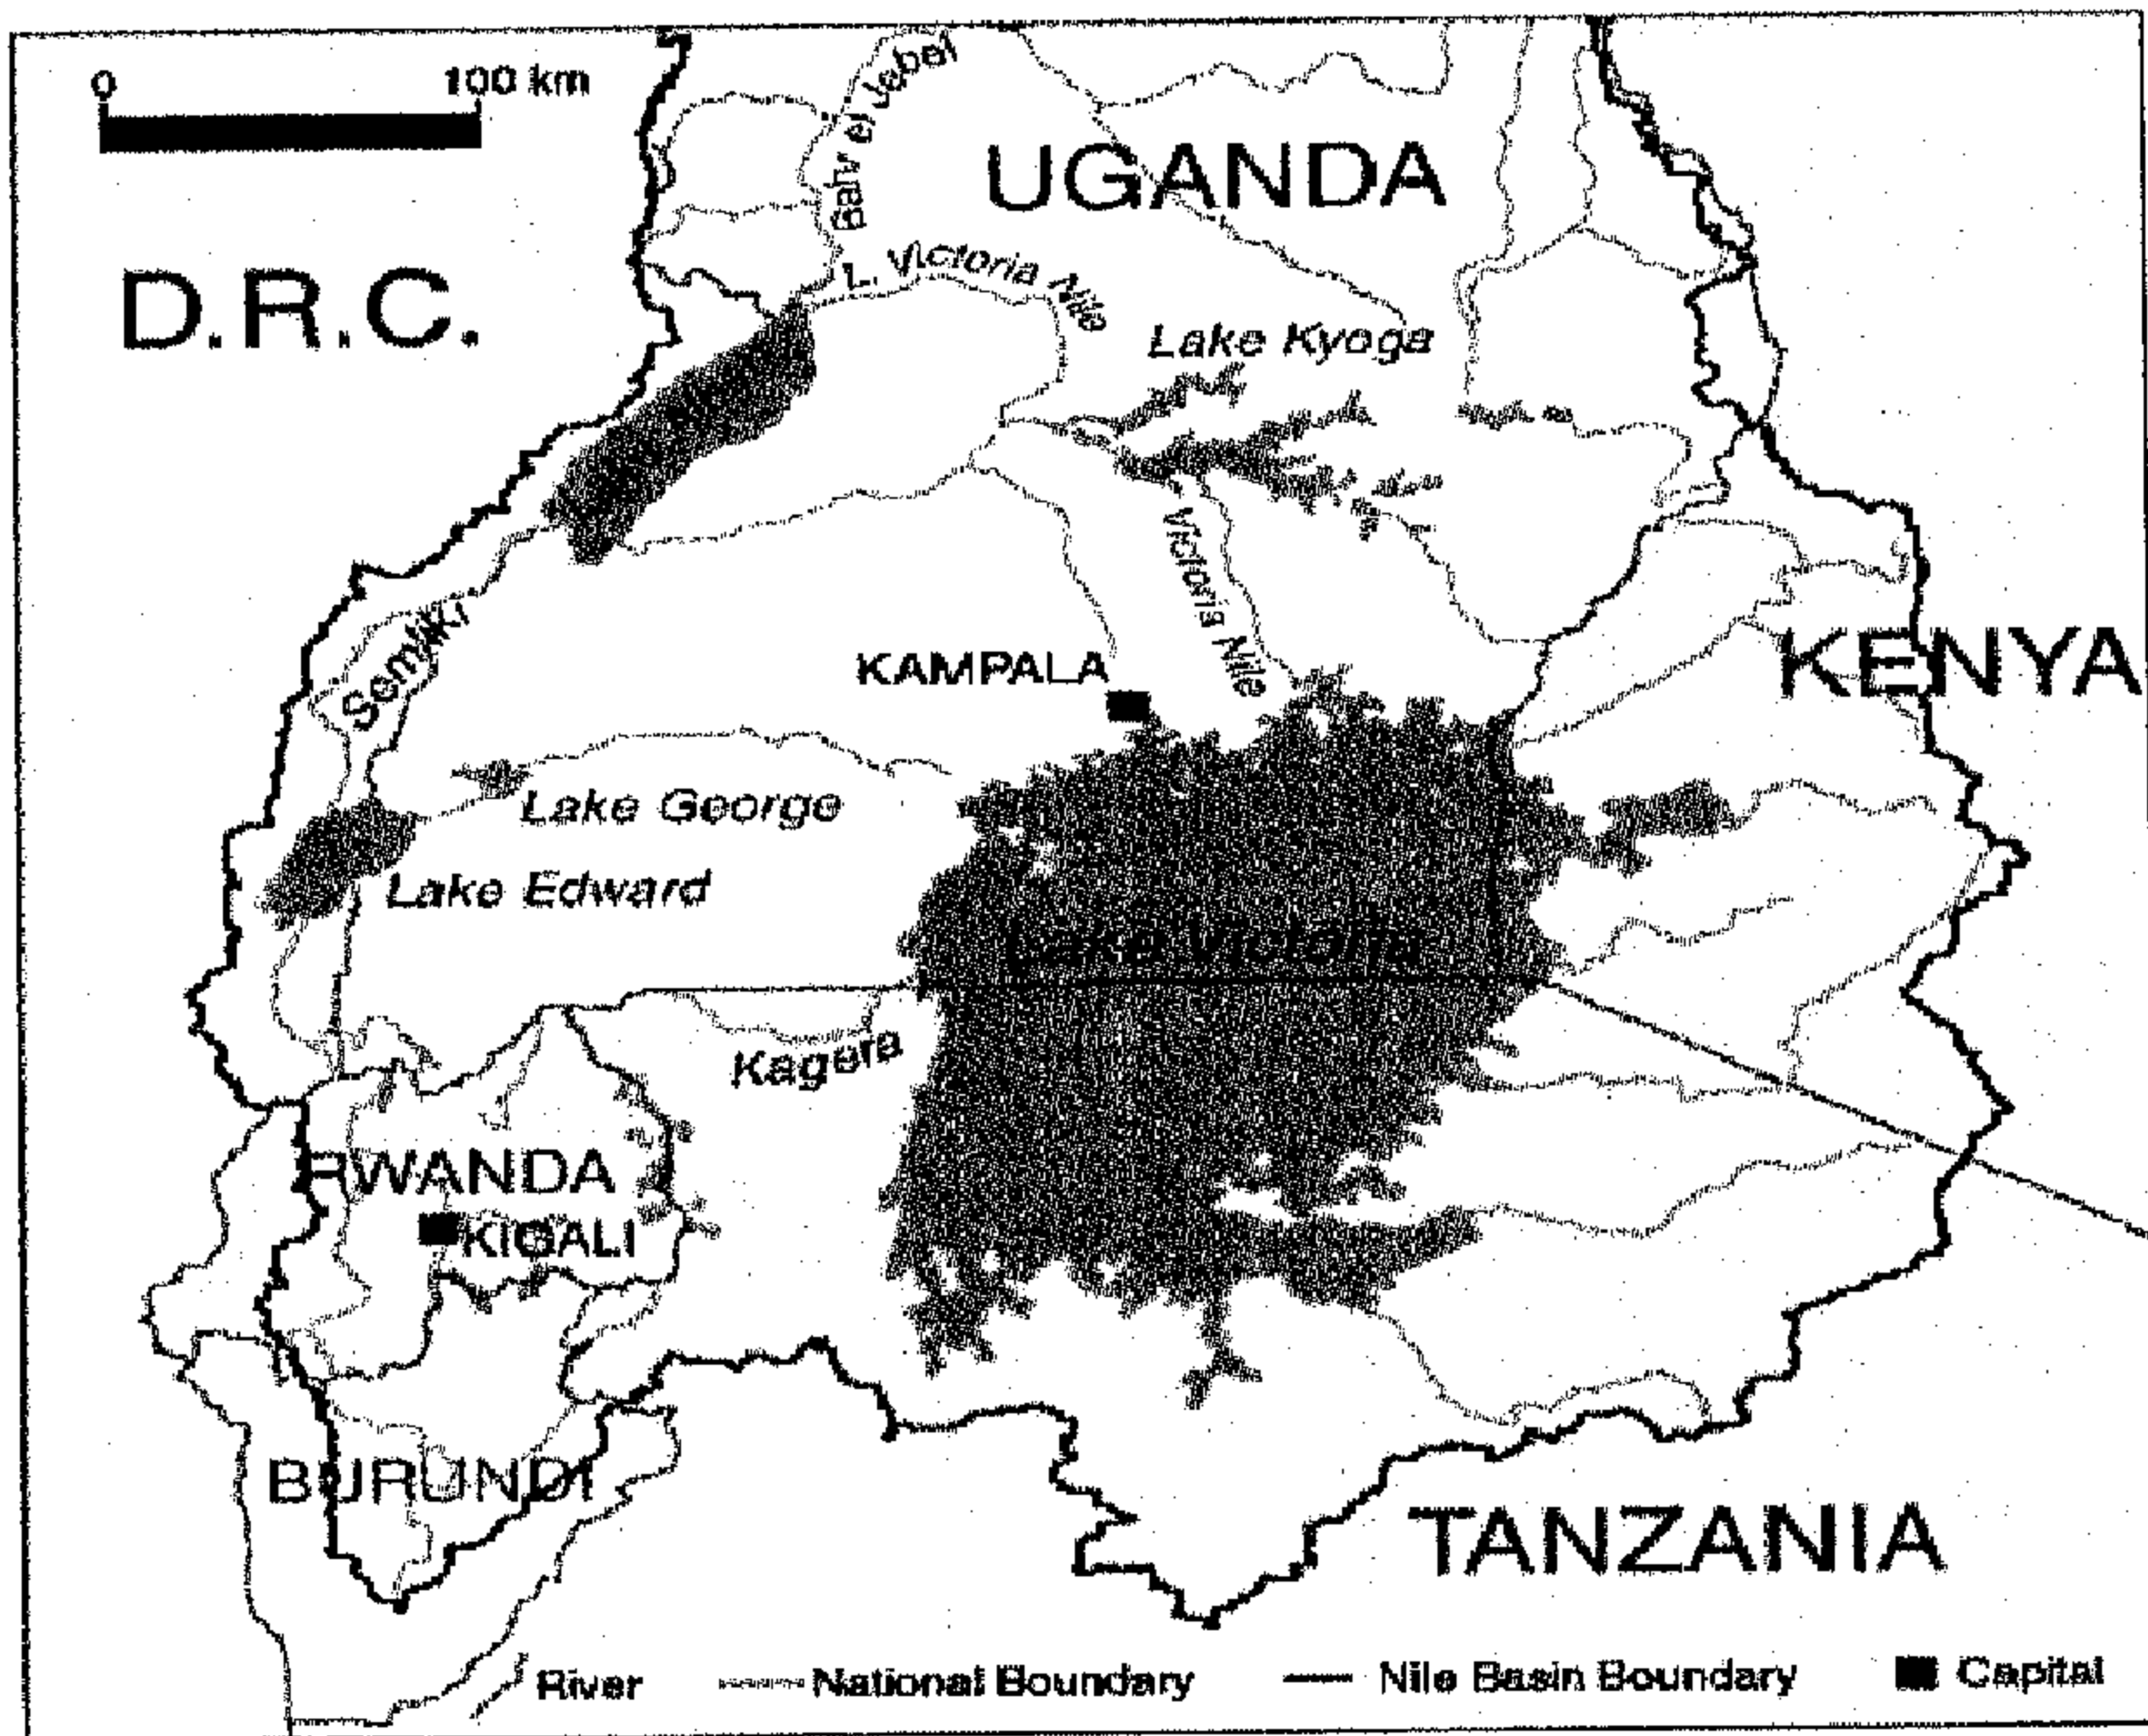 0 100 km
Bahr el Jebel
UGANDA
D.R.C.
L. Victoria Nile
Lake Kyoga
Victoria Nile
Semliki
KAMPALA
KENYA
Lake George
Lake Edward
Lake Victoria
Kagera
RWANDA
KIGALI
BURUNDI
TANZANIA
River National Boundary Nile Basin Boundary Capital